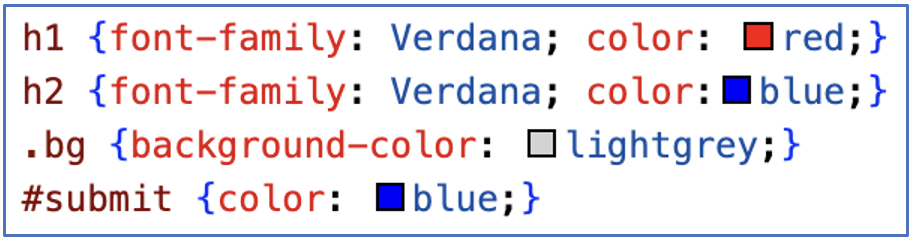 h1 {font-family: Verdana; color: red;}
h2 {font-family: Verdana; color: blue;}
.bg {background-color: lightgrey;}
#submit {color: blue;}